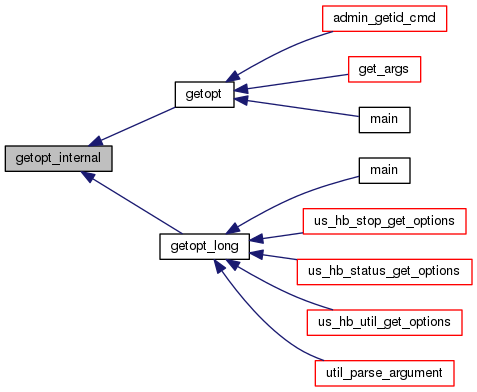 admin_getid_cmd
get_args
getopt
main
getopt_internal
main
us_hb_stop_get_options
getopt_long
us_hb_status_get_options
us_hb_util_get_options
util_parse_argument